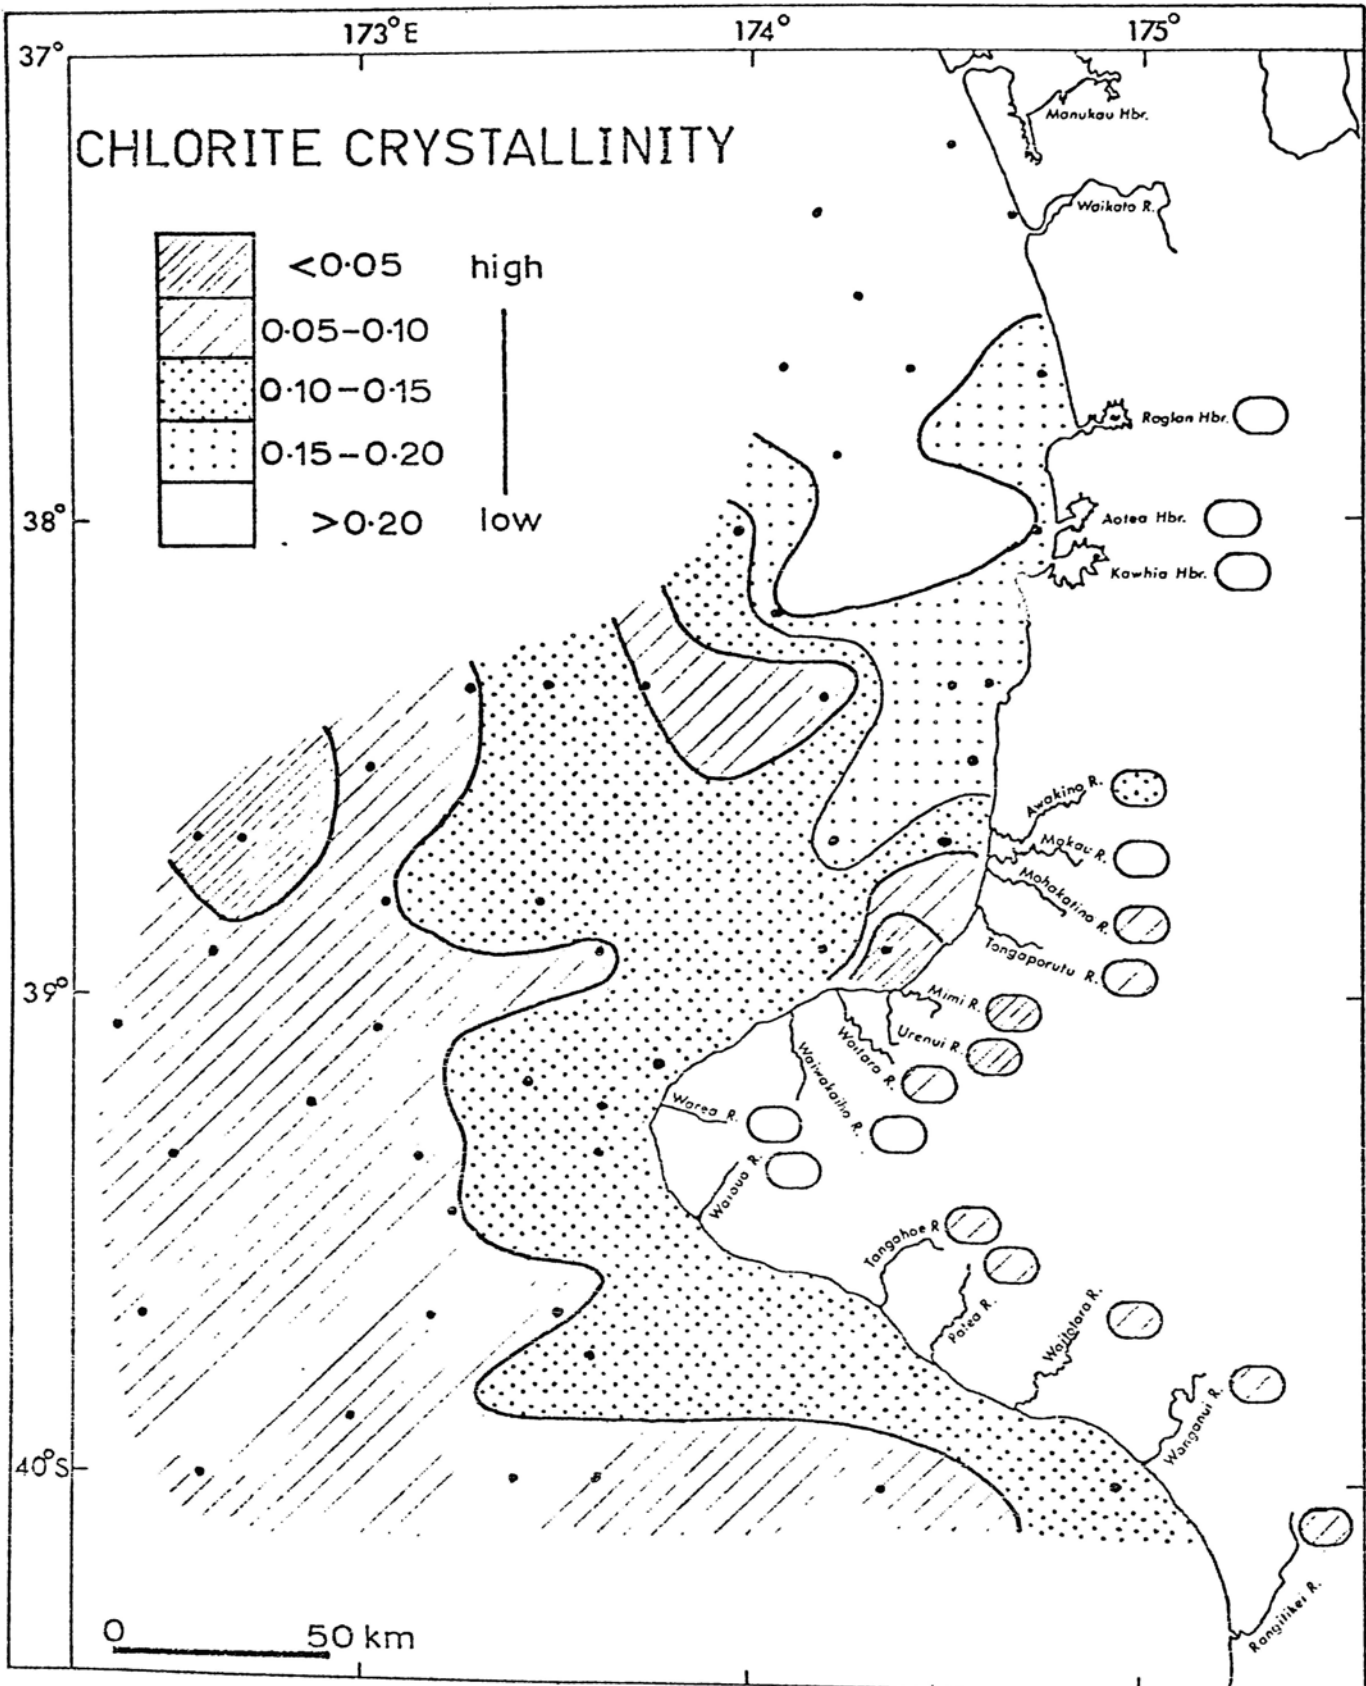 173°E 174° 175°
37°
Manukau Hbr.
CHLORITE CRYSTALLINITY
Waikato R.
<0·05 high
0·05-0·10
0·10-0·15
0·15-0·20
>0·20 low
Raglan Hbr.
38°
Aotea Hbr.
Kawhia Hbr.
Awakino R.
Mokau R.
Mohakatino R.
Tongaporutu R.
39°
Mimi R.
Urenui R.
Waitara R.
Waiwakaiho R.
Warea R.
Waioua R.
Tangahoe R
Patea R.
Waitotara R.
Wanganui R.
40°S
Rangitikei R.
0 50 km